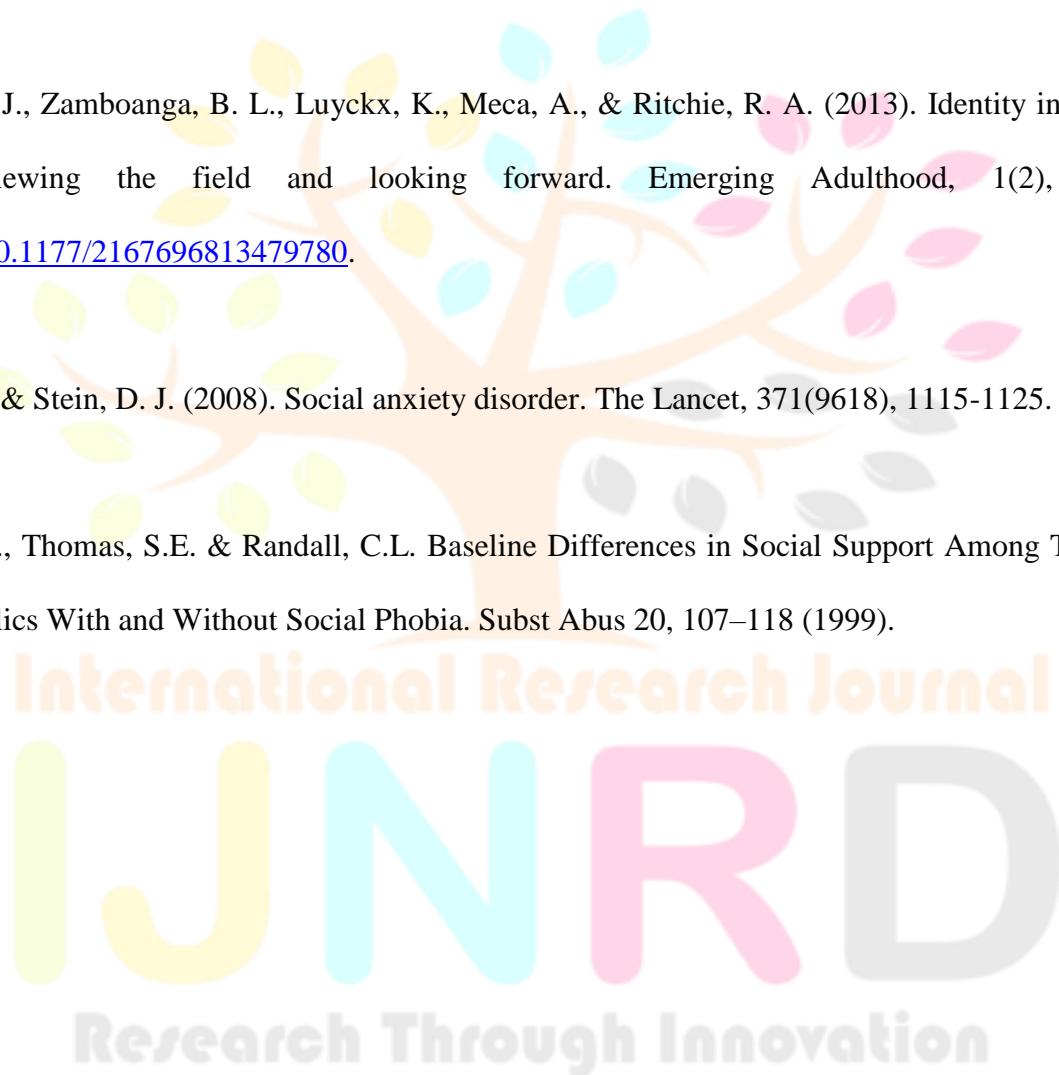 J., Zamboanga, B. L., Luyckx, K., Meca, A., & Ritchie, R. A. (2013). Identity in
ewing the field and looking forward. Emerging Adulthood, 1(2),
0.1177/2167696813479780.
& Stein, D. J. (2008). Social anxiety disorder. The Lancet, 371(9618), 1115-1125.
., Thomas, S.E. & Randall, C.L. Baseline Differences in Social Support Among T
lics With and Without Social Phobia. Subst Abus 20, 107–118 (1999).
International Research Journal
IJNRD
Research Through Innovation